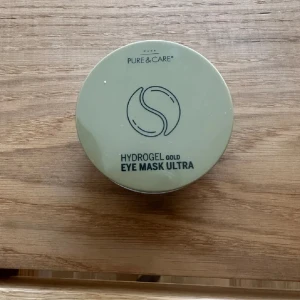 PURE & CARE®
HYDROGEL GOLD
EYE MASK ULTRA